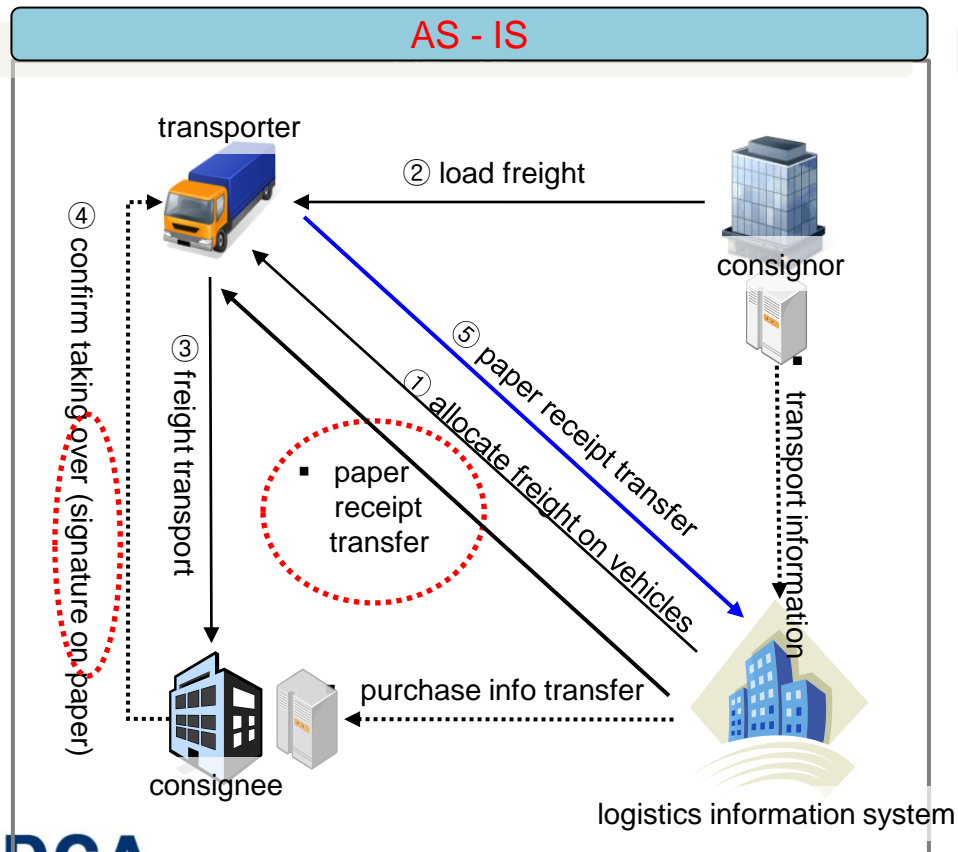 AS - IS
transporter
② load freight
consignor
④ confirm taking over (signature on paper)
③ freight transport
⑤ paper receipt transfer
① allocate freight on vehicles
▪ transport information
▪ paper
receipt
transfer
▪ purchase info transfer
consignee
logistics information system